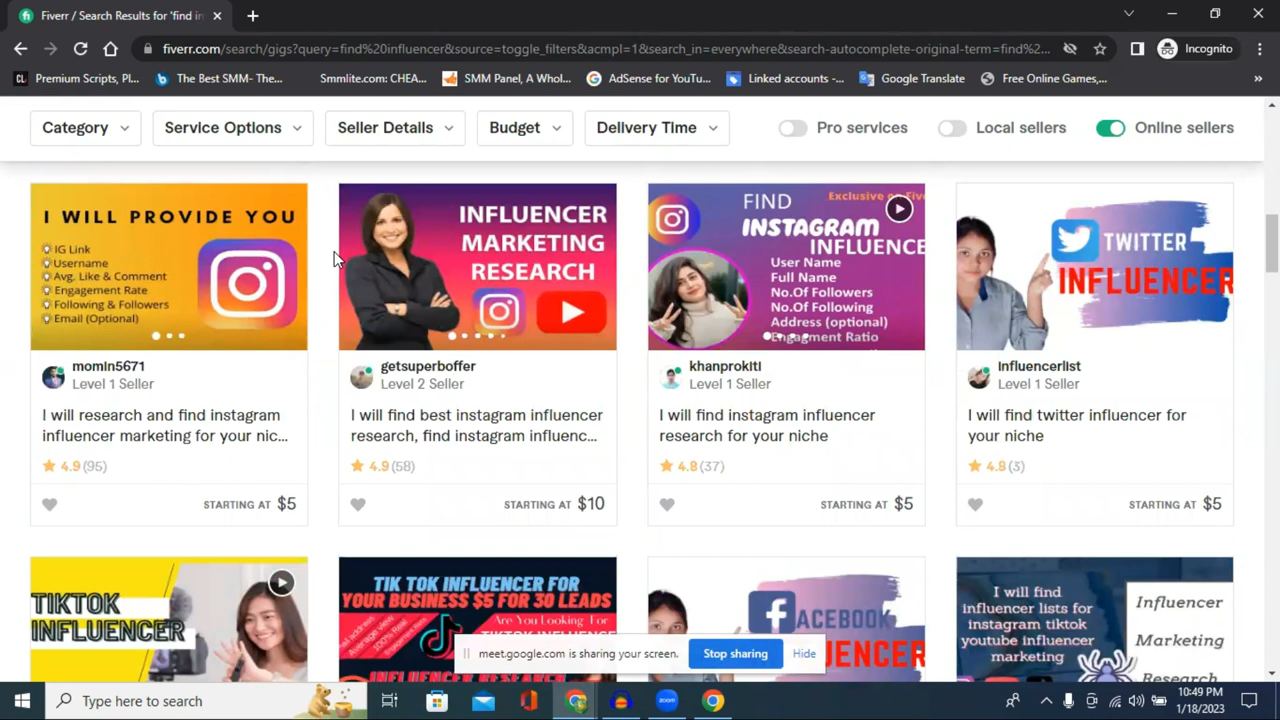 Fiverr / Search Results for 'find in
fiverr.com/search/gigs?query=find%20influencer&source=toggle_filters&acmpl=1&search_in=everywhere&search-autocomplete-original-term=find%...
Incognito
Premium Scripts, Pl...
The Best SMM- The...
Smmlite.com: CHEA...
SMM Panel, A Whol...
AdSense for YouTu...
Linked accounts -...
Google Translate
Free Online Games,...
Category
Service Options
Seller Details
Budget
Delivery Time
Pro services
Local sellers
Online sellers
I WILL PROVIDE YOU
IG Link
Username
Avg. Like & Comment
Engagement Rate
Following & Followers
Email (Optional)
momin5671
Level 1 Seller
I will research and find instagram
influencer marketing for your nic...
4.9 (95)
STARTING AT $5
INFLUENCER
MARKETING
RESEARCH
getsuperboffer
Level 2 Seller
I will find best instagram influencer
research, find instagram influenc...
4.9 (58)
STARTING AT $10
Exclusive on Five
FIND
INSTAGRAM
INFLUENCE
User Name
Full Name
No.Of Followers
No.Of Following
Address (optional)
Engagment Ratio
khanprokiti
Level 1 Seller
I will find instagram influencer
research for your niche
4.8 (37)
STARTING AT $5
TWITTER
INFLUENCER
influencerlist
Level 1 Seller
I will find twitter influencer for
your niche
4.8 (3)
STARTING AT $5
TIKTOK
INFLUENCER
TIK TOK INFLUENCER FOR
YOUR BUSINESS $5 FOR 30 LEADS
Are You Looking For
FACEBOOK
INFLUENCER
I will find
influencer lists for
instagram tiktok
youtube influencer
marketing
Influencer
Marketing
Research
meet.google.com is sharing your screen.
Stop sharing
Hide
Type here to search
zoom
10:49 PM
1/18/2023